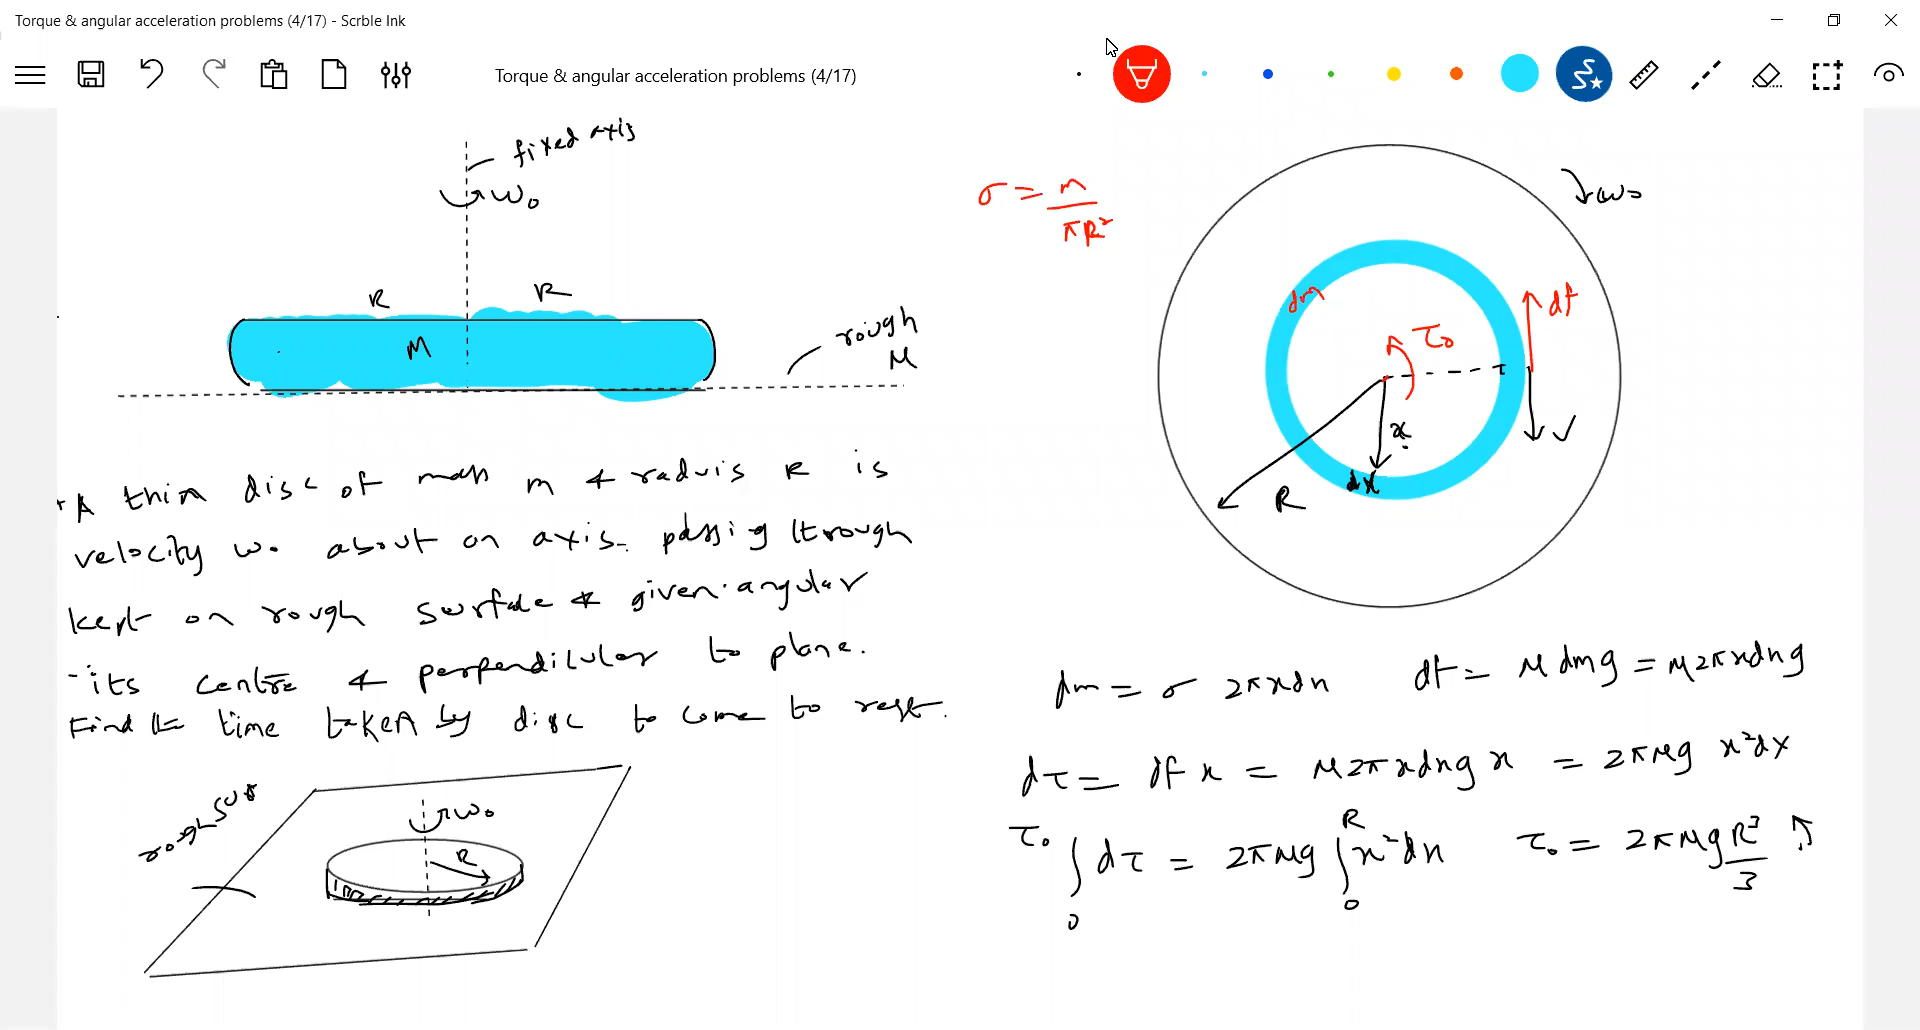 Torque & angular acceleration problems (4/17) - Scrble Ink
Torque & angular acceleration problems (4/17)
fixed axis
ω₀
R R
M
rough
μ
* A thin disc of mass m & radius R is
velocity ω₀ about an axis passing through
kept on rough surface & given angular
its centre & perpendicular to plane.
Find the time taken by disc to come to rest.
rough sur
ω₀
R
σ = m / πR²
ω₀
dm
τ₀
df
x
v
dx
R
dm = σ 2πxdx df = μ dmg = μ2πxdxg
dτ = df x = μ2πxdxg x = 2πμg x²dx
∫₀^τ₀ dτ = 2πμg ∫₀^R x²dx τ₀ = 2πμg R³/3